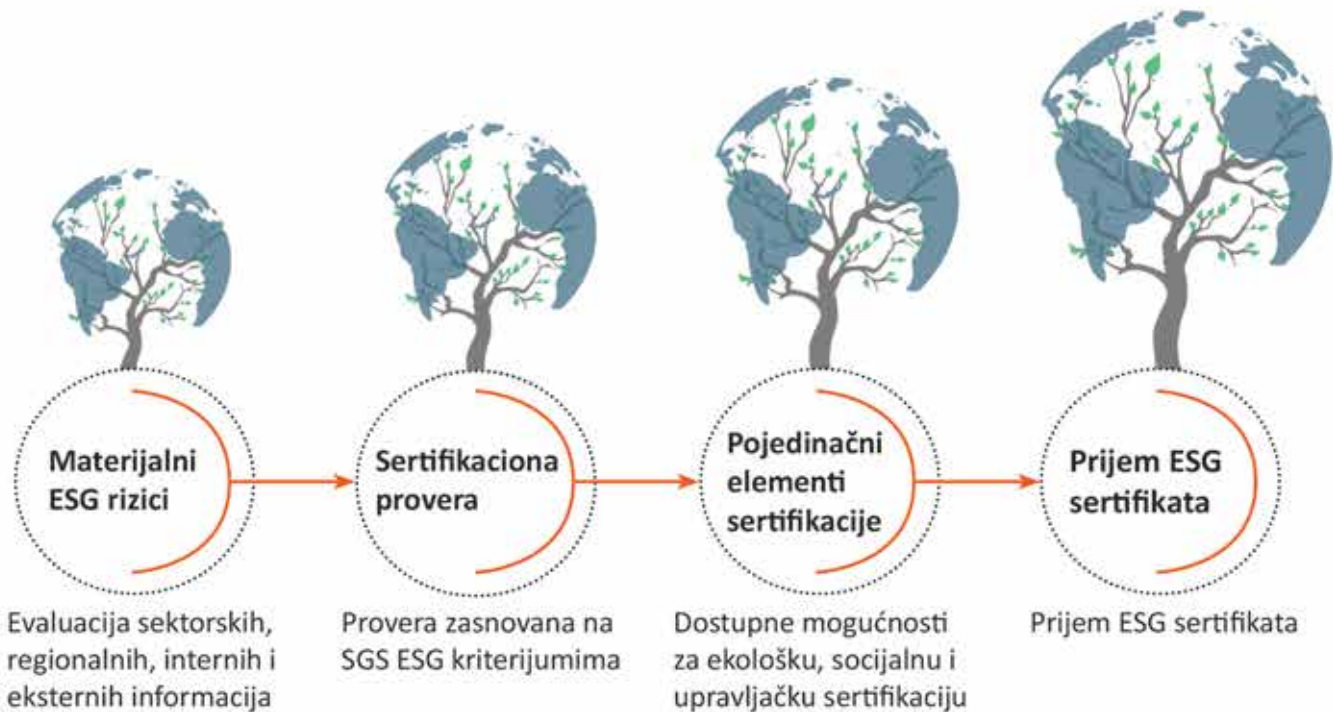 Materijalni
ESG rizici
Evaluacija sektorskih,
regionalnih, internih i
eksternih informacija
Sertifikaciona
provera
Provera zasnovana na
SGS ESG kriterijumima
Pojedinačni
elementi
sertifikacije
Dostupne mogućnosti
za ekološku, socijalnu i
upravljačku sertifikaciju
Prijem ESG
sertifikata
Prijem ESG sertifikata